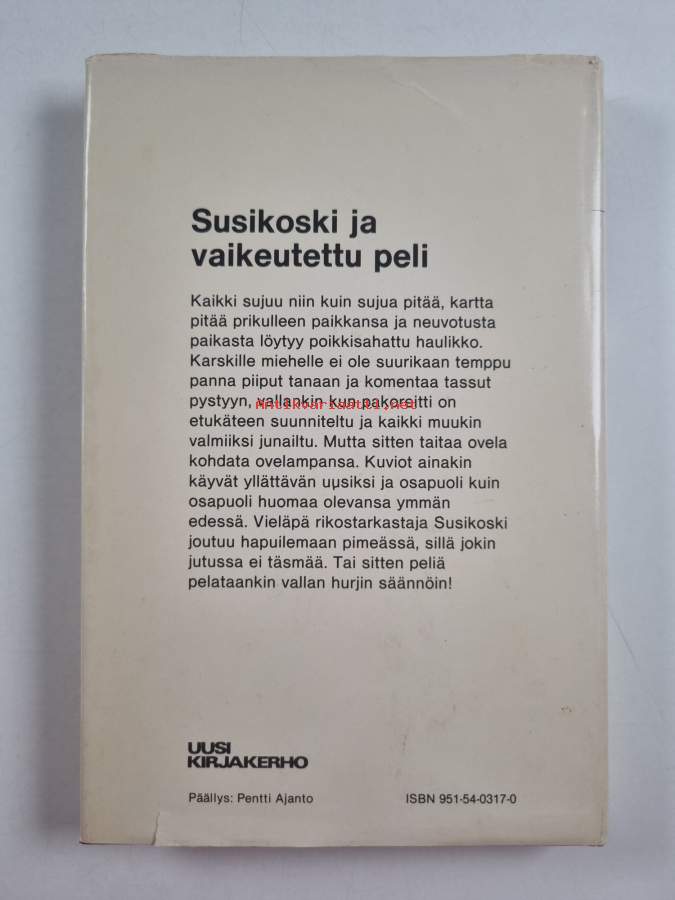 Susikoski ja
vaikeutettu peli
Kaikki sujuu niin kuin sujua pitää, kartta
pitää prikulleen paikkansa ja neuvotusta
paikasta löytyy poikkisahattu haulikko.
Karskille miehelle ei ole suurikaan temppu
panna piiput tanaan ja komentaa tassut
pystyyn, vallankin kun pakoreitti on
antikvariaatti.net
etukäteen suunniteltu ja kaikki muukin
valmiiksi junailtu. Mutta sitten taitaa ovela
kohdata ovelampansa. Kuviot ainakin
käyvät yllättävän uusiksi ja osapuoli kuin
osapuoli huomaa olevansa ymmän
edessä. Vieläpä rikostarkastaja Susikoski
joutuu hapuilemaan pimeässä, sillä jokin
jutussa ei täsmää. Tai sitten peliä
pelataankin vallan hurjin säännöin!
UUSI
KIRJAKERHO
Päällys: Pentti Ajanto
ISBN 951-54-0317-0